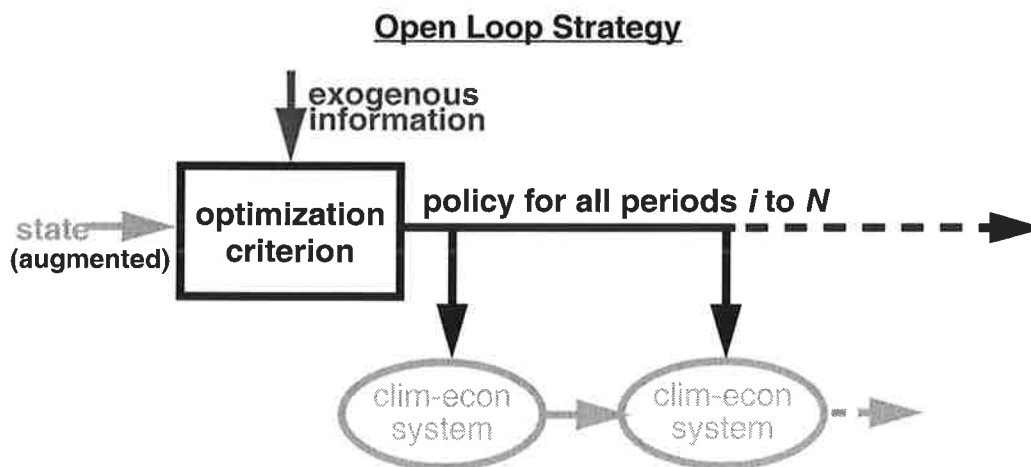 Open Loop Strategy
exogenous
information
policy for all periods i to N
optimization
criterion
state
(augmented)
clim-econ
system
clim-econ
system